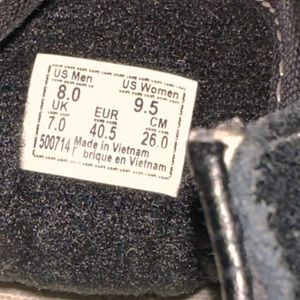 US Men US Women
8.0 9.5
UK EUR CM
7.0 40.5 26.0
500714 Made in Vietnam
F brique en Vietnam